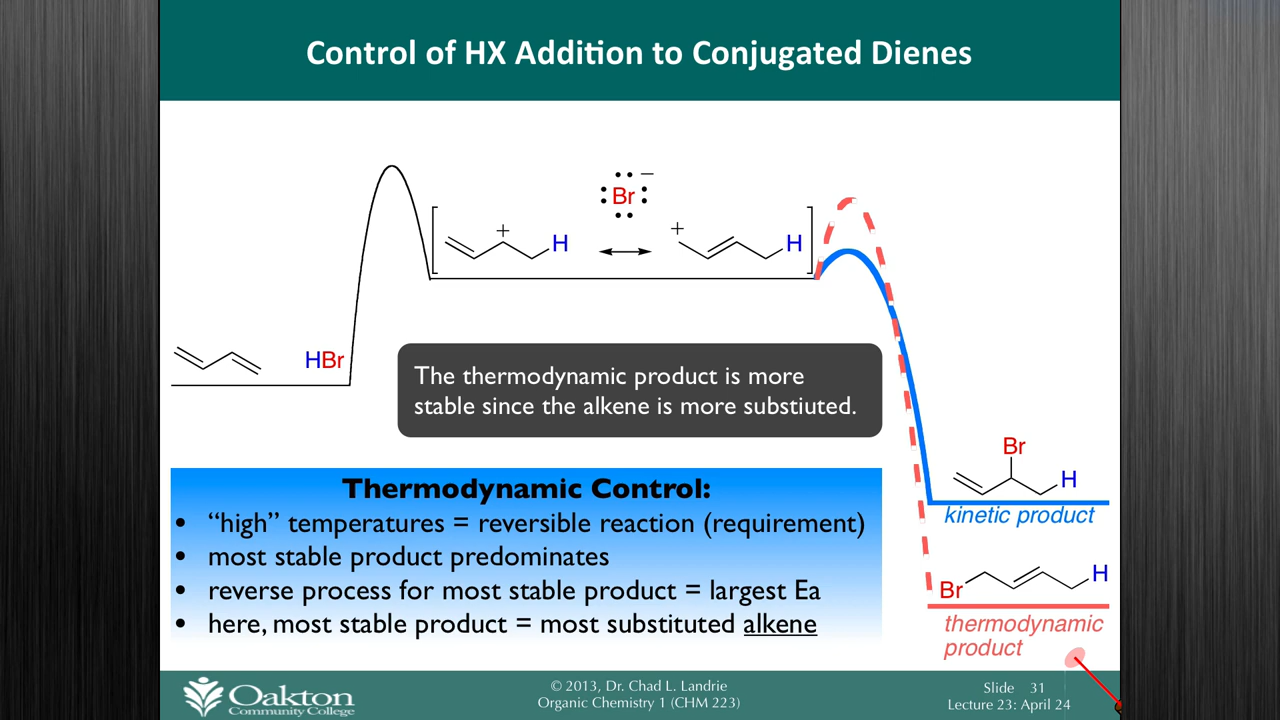 Control of HX Addition to Conjugated Dienes
Br
–
+
H
+
H
HBr
The thermodynamic product is more
stable since the alkene is more substiuted.
Br
H
kinetic product
Br
H
thermodynamic
product
Thermodynamic Control:
• “high” temperatures = reversible reaction (requirement)
• most stable product predominates
• reverse process for most stable product = largest Ea
• here, most stable product = most substituted alkene
Oakton
Community College
© 2013, Dr. Chad L. Landrie
Organic Chemistry 1 (CHM 223)
Slide 31
Lecture 23: April 24